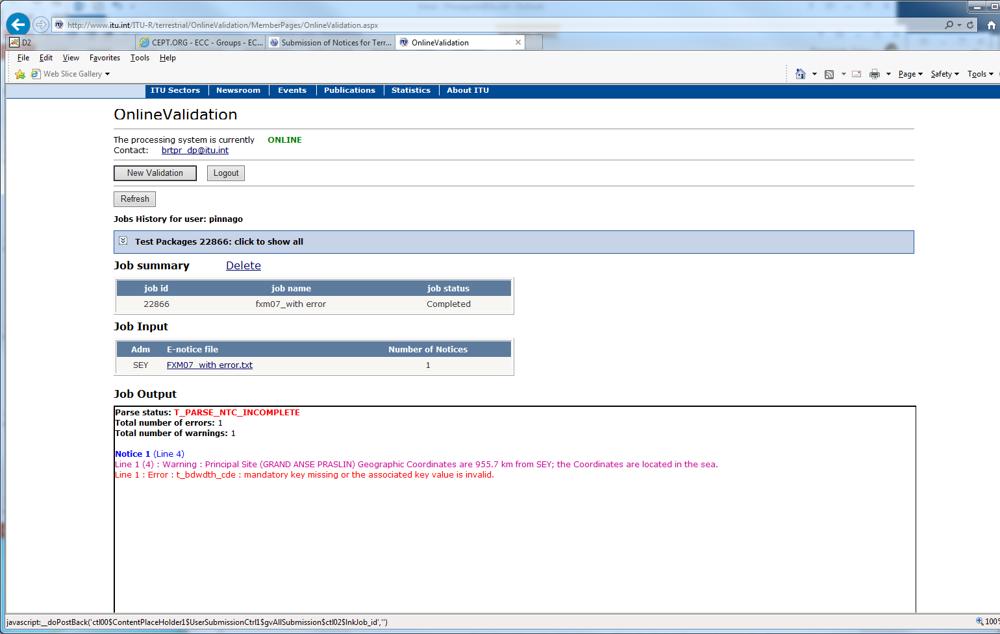 http://www.itu.int/ITU-R/terrestrial/OnlineValidation/MemberPages/OnlineValidation.aspx
D2 CEPT.ORG - ECC - Groups - EC... Submission of Notices for Terr... OnlineValidation
File Edit View Favorites Tools Help
Web Slice Gallery Page Safety Tools
ITU Sectors Newsroom Events Publications Statistics About ITU
OnlineValidation
The processing system is currently ONLINE
Contact: brtpr_dp@itu.int
New Validation Logout
Refresh
Jobs History for user: pinnago
Test Packages 22866: click to show all
Job summary Delete
job id job name job status
22866 fxm07_with error Completed
Job Input
Adm E-notice file Number of Notices
SEY FXM07_with error.txt 1
Job Output
Parse status: T_PARSE_NTC_INCOMPLETE
Total number of errors: 1
Total number of warnings: 1
Notice 1 (Line 4)
Line 1 (4) : Warning : Principal Site (GRAND ANSE PRASLIN) Geographic Coordinates are 955.7 km from SEY; the Coordinates are located in the sea.
Line 1 : Error : t_bdwdth_cde : mandatory key missing or the associated key value is invalid.
javascript:__doPostBack('ctl00$ContentPlaceHolder1$UserSubmissionCtrl1$gvAllSubmission$ctl02$lnkJob_id','') 100%